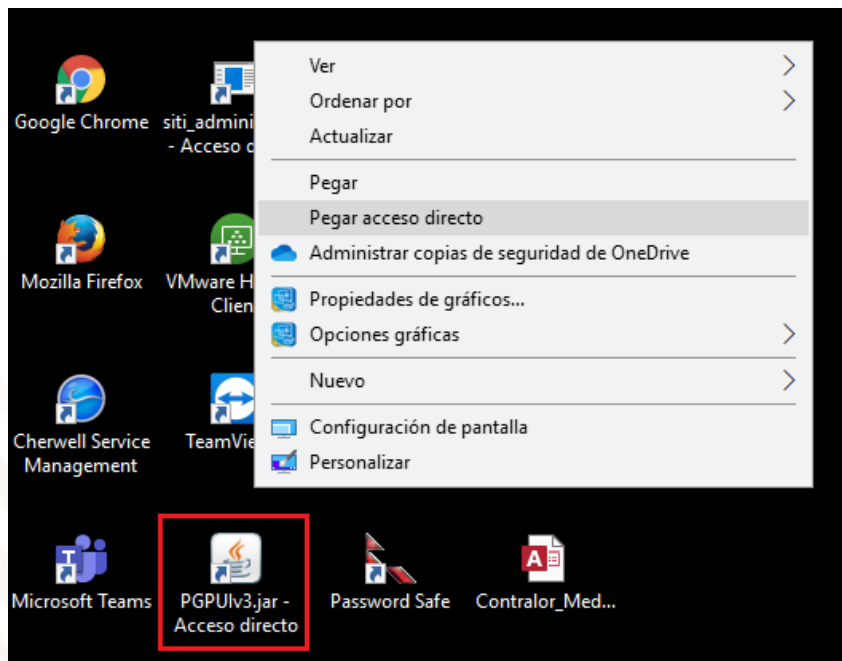 Google Chrome
siti_admini
- Acceso d
Mozilla Firefox
VMware H
Clien
Cherwell Service
Management
TeamVie
Ver
Ordenar por
Actualizar
Pegar
Pegar acceso directo
Administrar copias de seguridad de OneDrive
Propiedades de gráficos...
Opciones gráficas
Nuevo
Configuración de pantalla
Personalizar
Microsoft Teams
PGPUIv3.jar -
Acceso directo
Password Safe
Contralor_Med...